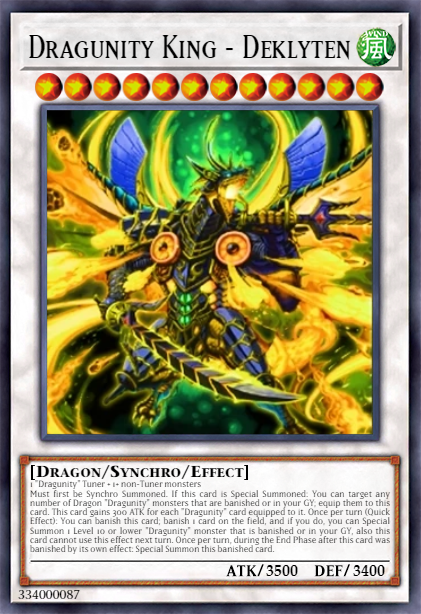 Dragunity King - Deklyten
WIND
風
[Dragon/Synchro/Effect]
1 "Dragunity" Tuner + 1+ non-Tuner monsters
Must first be Synchro Summoned. If this card is Special Summoned: You can target any
number of Dragon "Dragunity" monsters that are banished or in your GY; equip them to this
card. This card gains 300 ATK for each "Dragunity" card equipped to it. Once per turn (Quick
Effect): You can banish this card; banish 1 card on the field, and if you do, you can Special
Summon 1 Level 10 or lower "Dragunity" monster that is banished or in your GY, also this
card cannot use this effect next turn. Once per turn, during the End Phase after this card was
banished by its own effect: Special Summon this banished card.
ATK/3500 DEF/3400
334000087